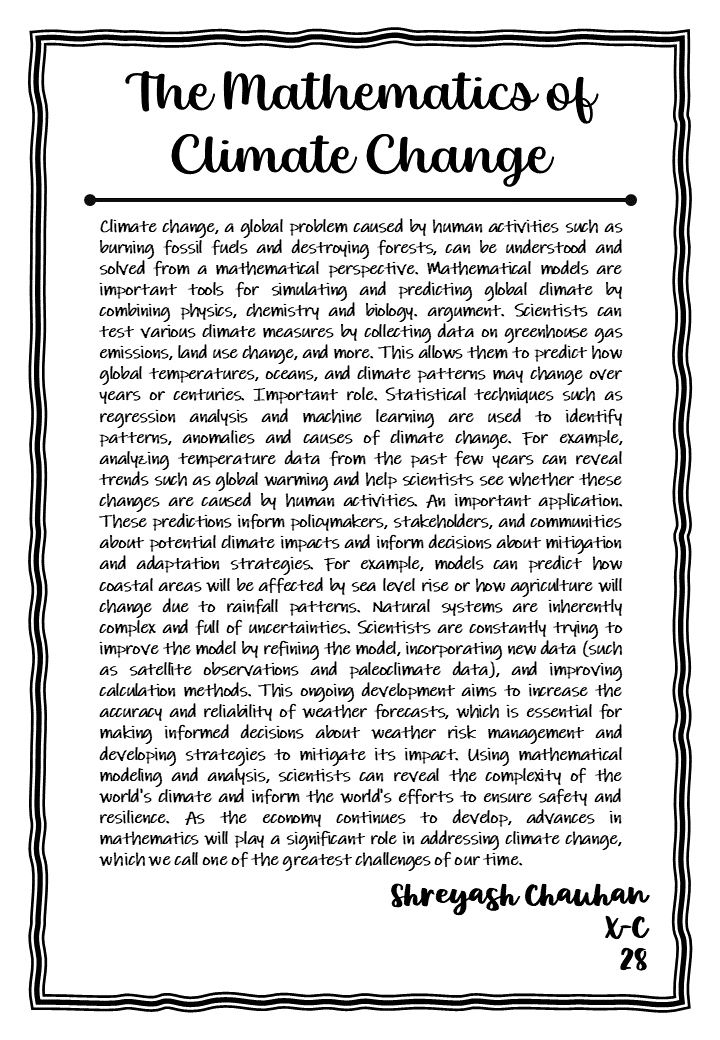 The Mathematics of
Climate Change
Climate change, a global problem caused by human activities such as
burning fossil fuels and destroying forests, can be understood and
solved from a mathematical perspective. Mathematical models are
important tools for simulating and predicting global climate by
combining physics, chemistry and biology. argument. Scientists can
test various climate measures by collecting data on greenhouse gas
emissions, land use change, and more. This allows them to predict how
global temperatures, oceans, and climate patterns may change over
years or centuries. Important role. Statistical techniques such as
regression analysis and machine learning are used to identify
patterns, anomalies and causes of climate change. For example,
analyzing temperature data from the past few years can reveal
trends such as global warming and help scientists see whether these
changes are caused by human activities. An important application.
These predictions inform policymakers, stakeholders, and communities
about potential climate impacts and inform decisions about mitigation
and adaptation strategies. For example, models can predict how
coastal areas will be affected by sea level rise or how agriculture will
change due to rainfall patterns. Natural systems are inherently
complex and full of uncertainties. Scientists are constantly trying to
improve the model by refining the model, incorporating new data (such
as satellite observations and paleoclimate data), and improving
calculation methods. This ongoing development aims to increase the
accuracy and reliability of weather forecasts, which is essential for
making informed decisions about weather risk management and
developing strategies to mitigate its impact. Using mathematical
modeling and analysis, scientists can reveal the complexity of the
world's climate and inform the world's efforts to ensure safety and
resilience. As the economy continues to develop, advances in
mathematics will play a significant role in addressing climate change,
which we call one of the greatest challenges of our time.
Shreyash Chauhan
X-C
28